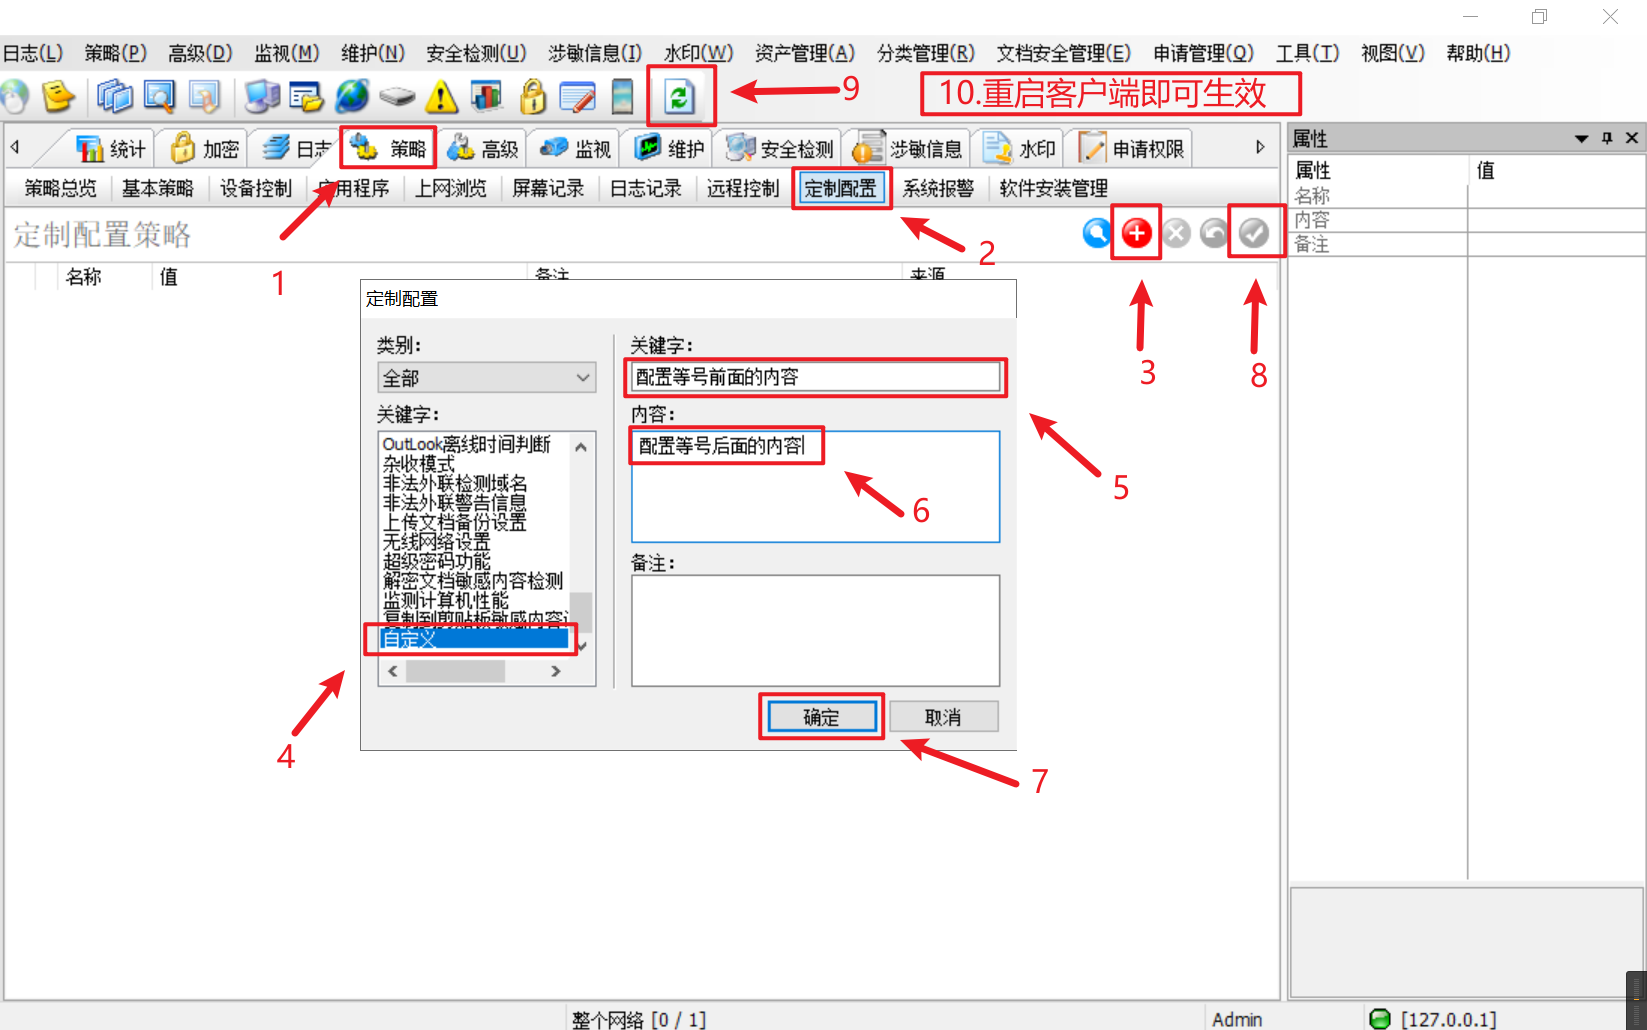 日志(L) 策略(P) 高级(D) 监视(M) 维护(N) 安全检测(U) 涉敏信息(I) 水印(W) 资产管理(A) 分类管理(R) 文档安全管理(E) 申请管理(Q) 工具(T) 视图(V) 帮助(H)
9
10.重启客户端即可生效
统计 加密 日志 策略 高级 监视 维护 安全检测 涉敏信息 水印 申请权限
策略总览 基本策略 设备控制 应用程序 上网浏览 屏幕记录 日志记录 远程控制 定制配置 系统报警 软件安装管理
定制配置策略
1
2
3
8
名称 值 备注 来源
定制配置
类别:
全部
关键字:
OutLook离线时间判断
杂收模式
非法外联检测域名
非法外联警告信息
上传文档备份设置
无线网络设置
超级密码功能
解密文档敏感内容检测
监测计算机性能
复制到剪贴板敏感内容
自定义
4
关键字:
配置等号前面的内容
5
内容:
配置等号后面的内容
6
备注:
确定 取消
7
属性
属性 值
名称
内容
备注
整个网络 [0 / 1] Admin [127.0.0.1]